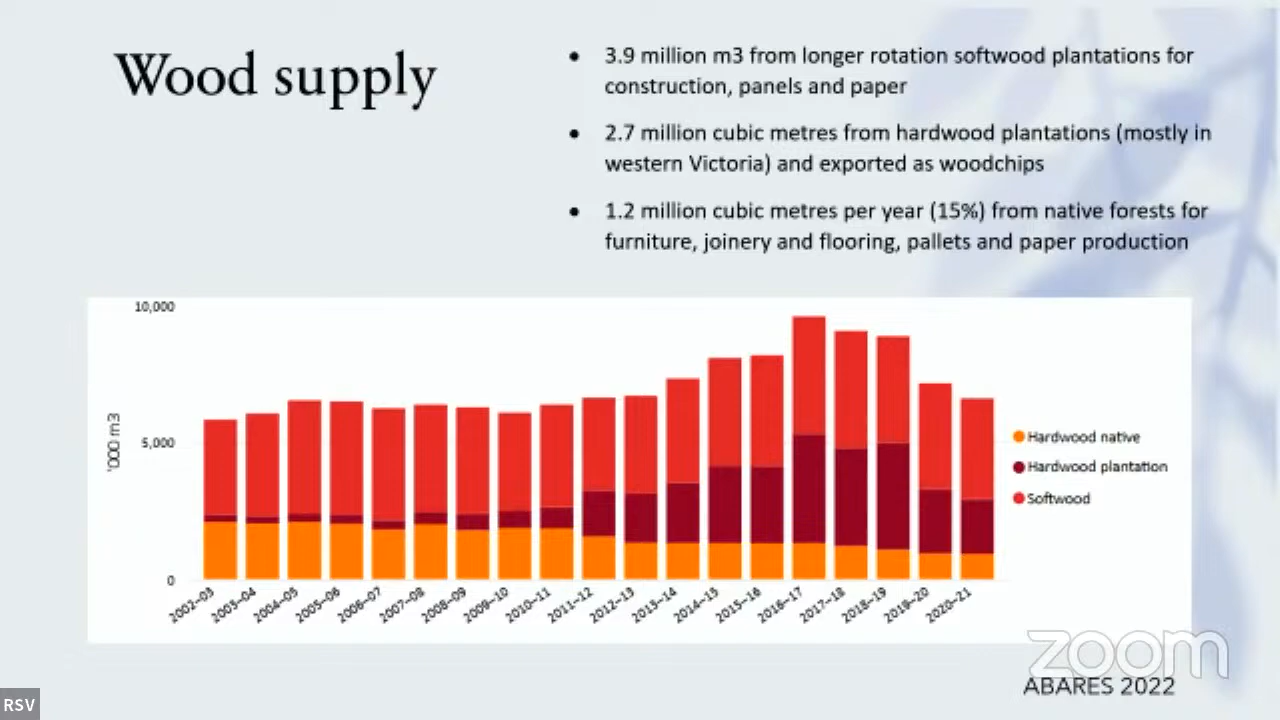 Wood supply
• 3.9 million m3 from longer rotation softwood plantations for
construction, panels and paper
• 2.7 million cubic metres from hardwood plantations (mostly in
western Victoria) and exported as woodchips
• 1.2 million cubic metres per year (15%) from native forests for
furniture, joinery and flooring, pallets and paper production
10,000
5,000
0
'000 m3
2002–03
2003–04
2004–05
2005–06
2006–07
2007–08
2008–09
2009–10
2010–11
2011–12
2012–13
2013–14
2014–15
2015–16
2016–17
2017–18
2018–19
2019–20
2020–21
Hardwood native
Hardwood plantation
Softwood
zoom
ABARES 2022
RSV